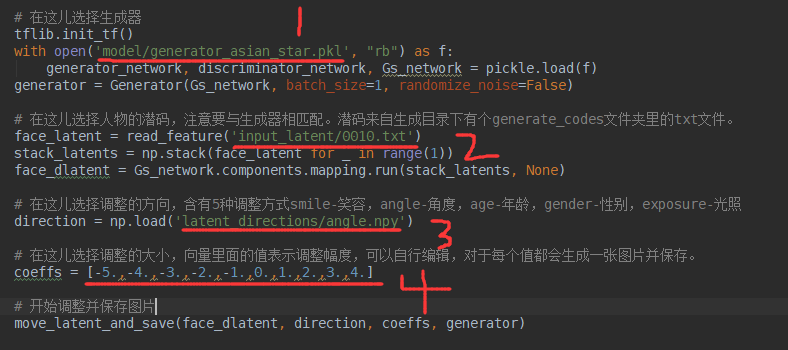 1
# 在这儿选择生成器
tflib.init_tf()
with open('model/generator_asian_star.pkl', "rb") as f:
    generator_network, discriminator_network, Gs_network = pickle.load(f)
generator = Generator(Gs_network, batch_size=1, randomize_noise=False)
# 在这儿选择人物的潜码，注意要与生成器相匹配。潜码来自生成目录下有个generate_codes文件夹里的txt文件。
face_latent = read_feature('input_latent/0010.txt')
2
stack_latents = np.stack(face_latent for _ in range(1))
face_dlatent = Gs_network.components.mapping.run(stack_latents, None)
# 在这儿选择调整的方向，含有5种调整方式smile-笑容，angle-角度，age-年龄，gender-性别，exposure-光照
direction = np.load('latent_directions/angle.npy')
3
# 在这儿选择调整的大小，向量里面的值表示调整幅度，可以自行编辑，对于每个值都会生成一张图片并保存。
coeffs = [-5.,-4.,-3.,-2.,-1.,0.,1.,2.,3.,4.]
4
# 开始调整并保存图片
move_latent_and_save(face_dlatent, direction, coeffs, generator)